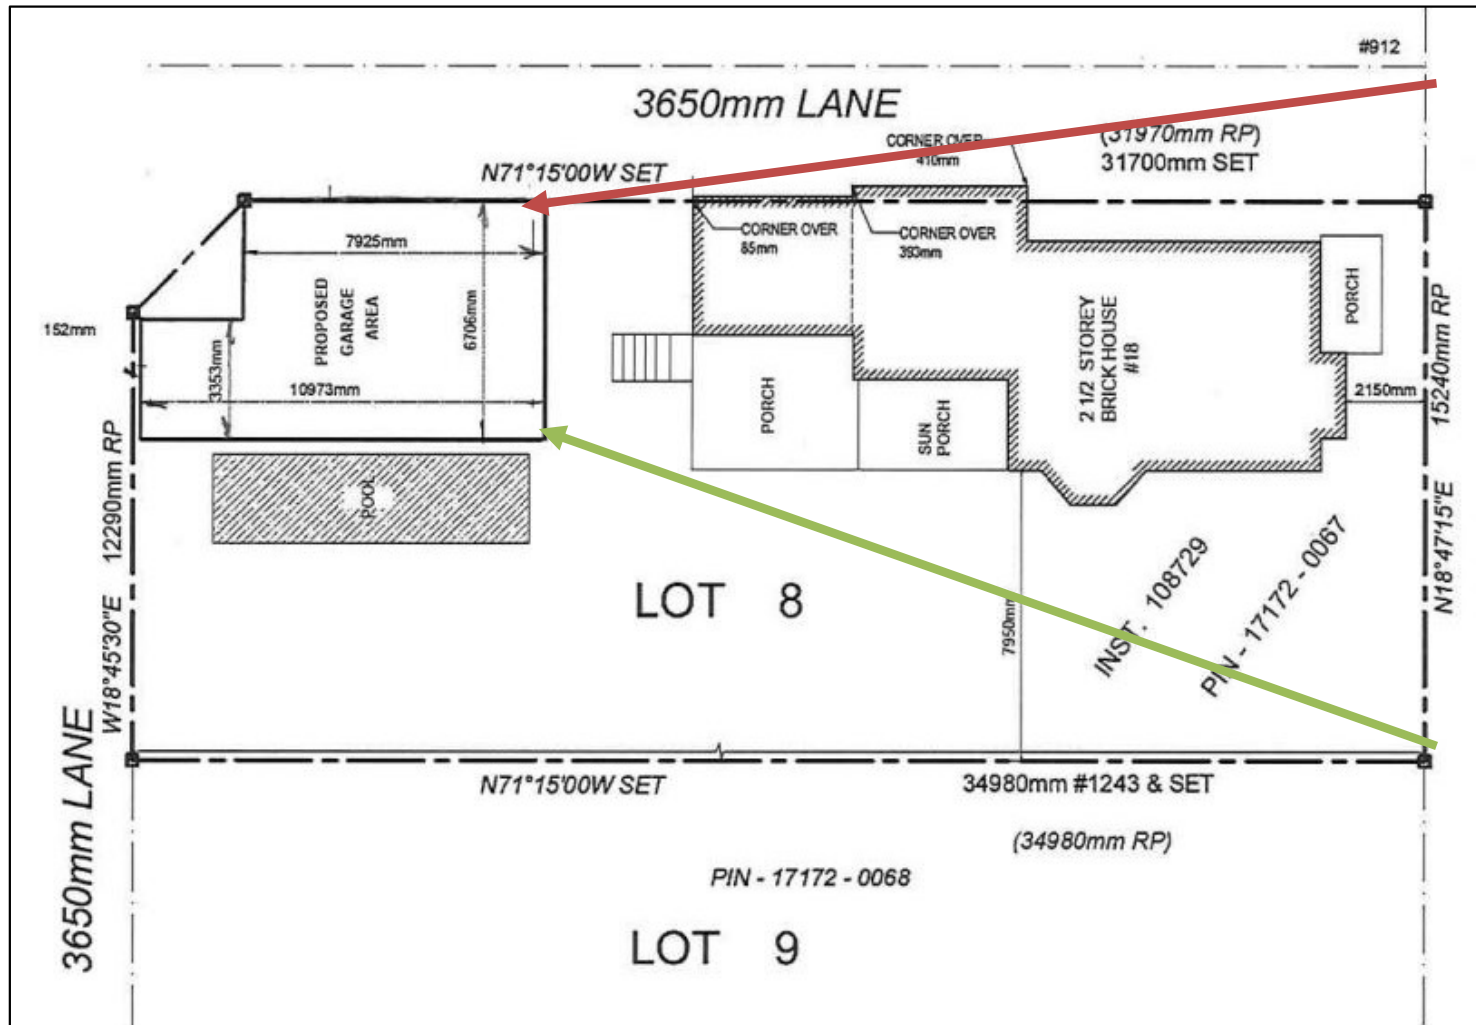 #912
3650mm LANE
(31970mm RP)
31700mm SET
CORNER OVER
410mm
N71°15'00W SET
CORNER OVER
85mm
CORNER OVER
393mm
7925mm
PROPOSED
GARAGE
AREA
6706mm
152mm
3353mm
10973mm
PORCH
2 1/2 STOREY
BRICK HOUSE
#18
PORCH
SUN
PORCH
2150mm
15240mm RP
N18°47'15"E
12290mm RP
W18°45'30"E
POOL
LOT 8
7950mm
INST. 108729
PIN - 17172 - 0067
3650mm LANE
N71°15'00W SET
34980mm #1243 & SET
(34980mm RP)
PIN - 17172 - 0068
LOT 9